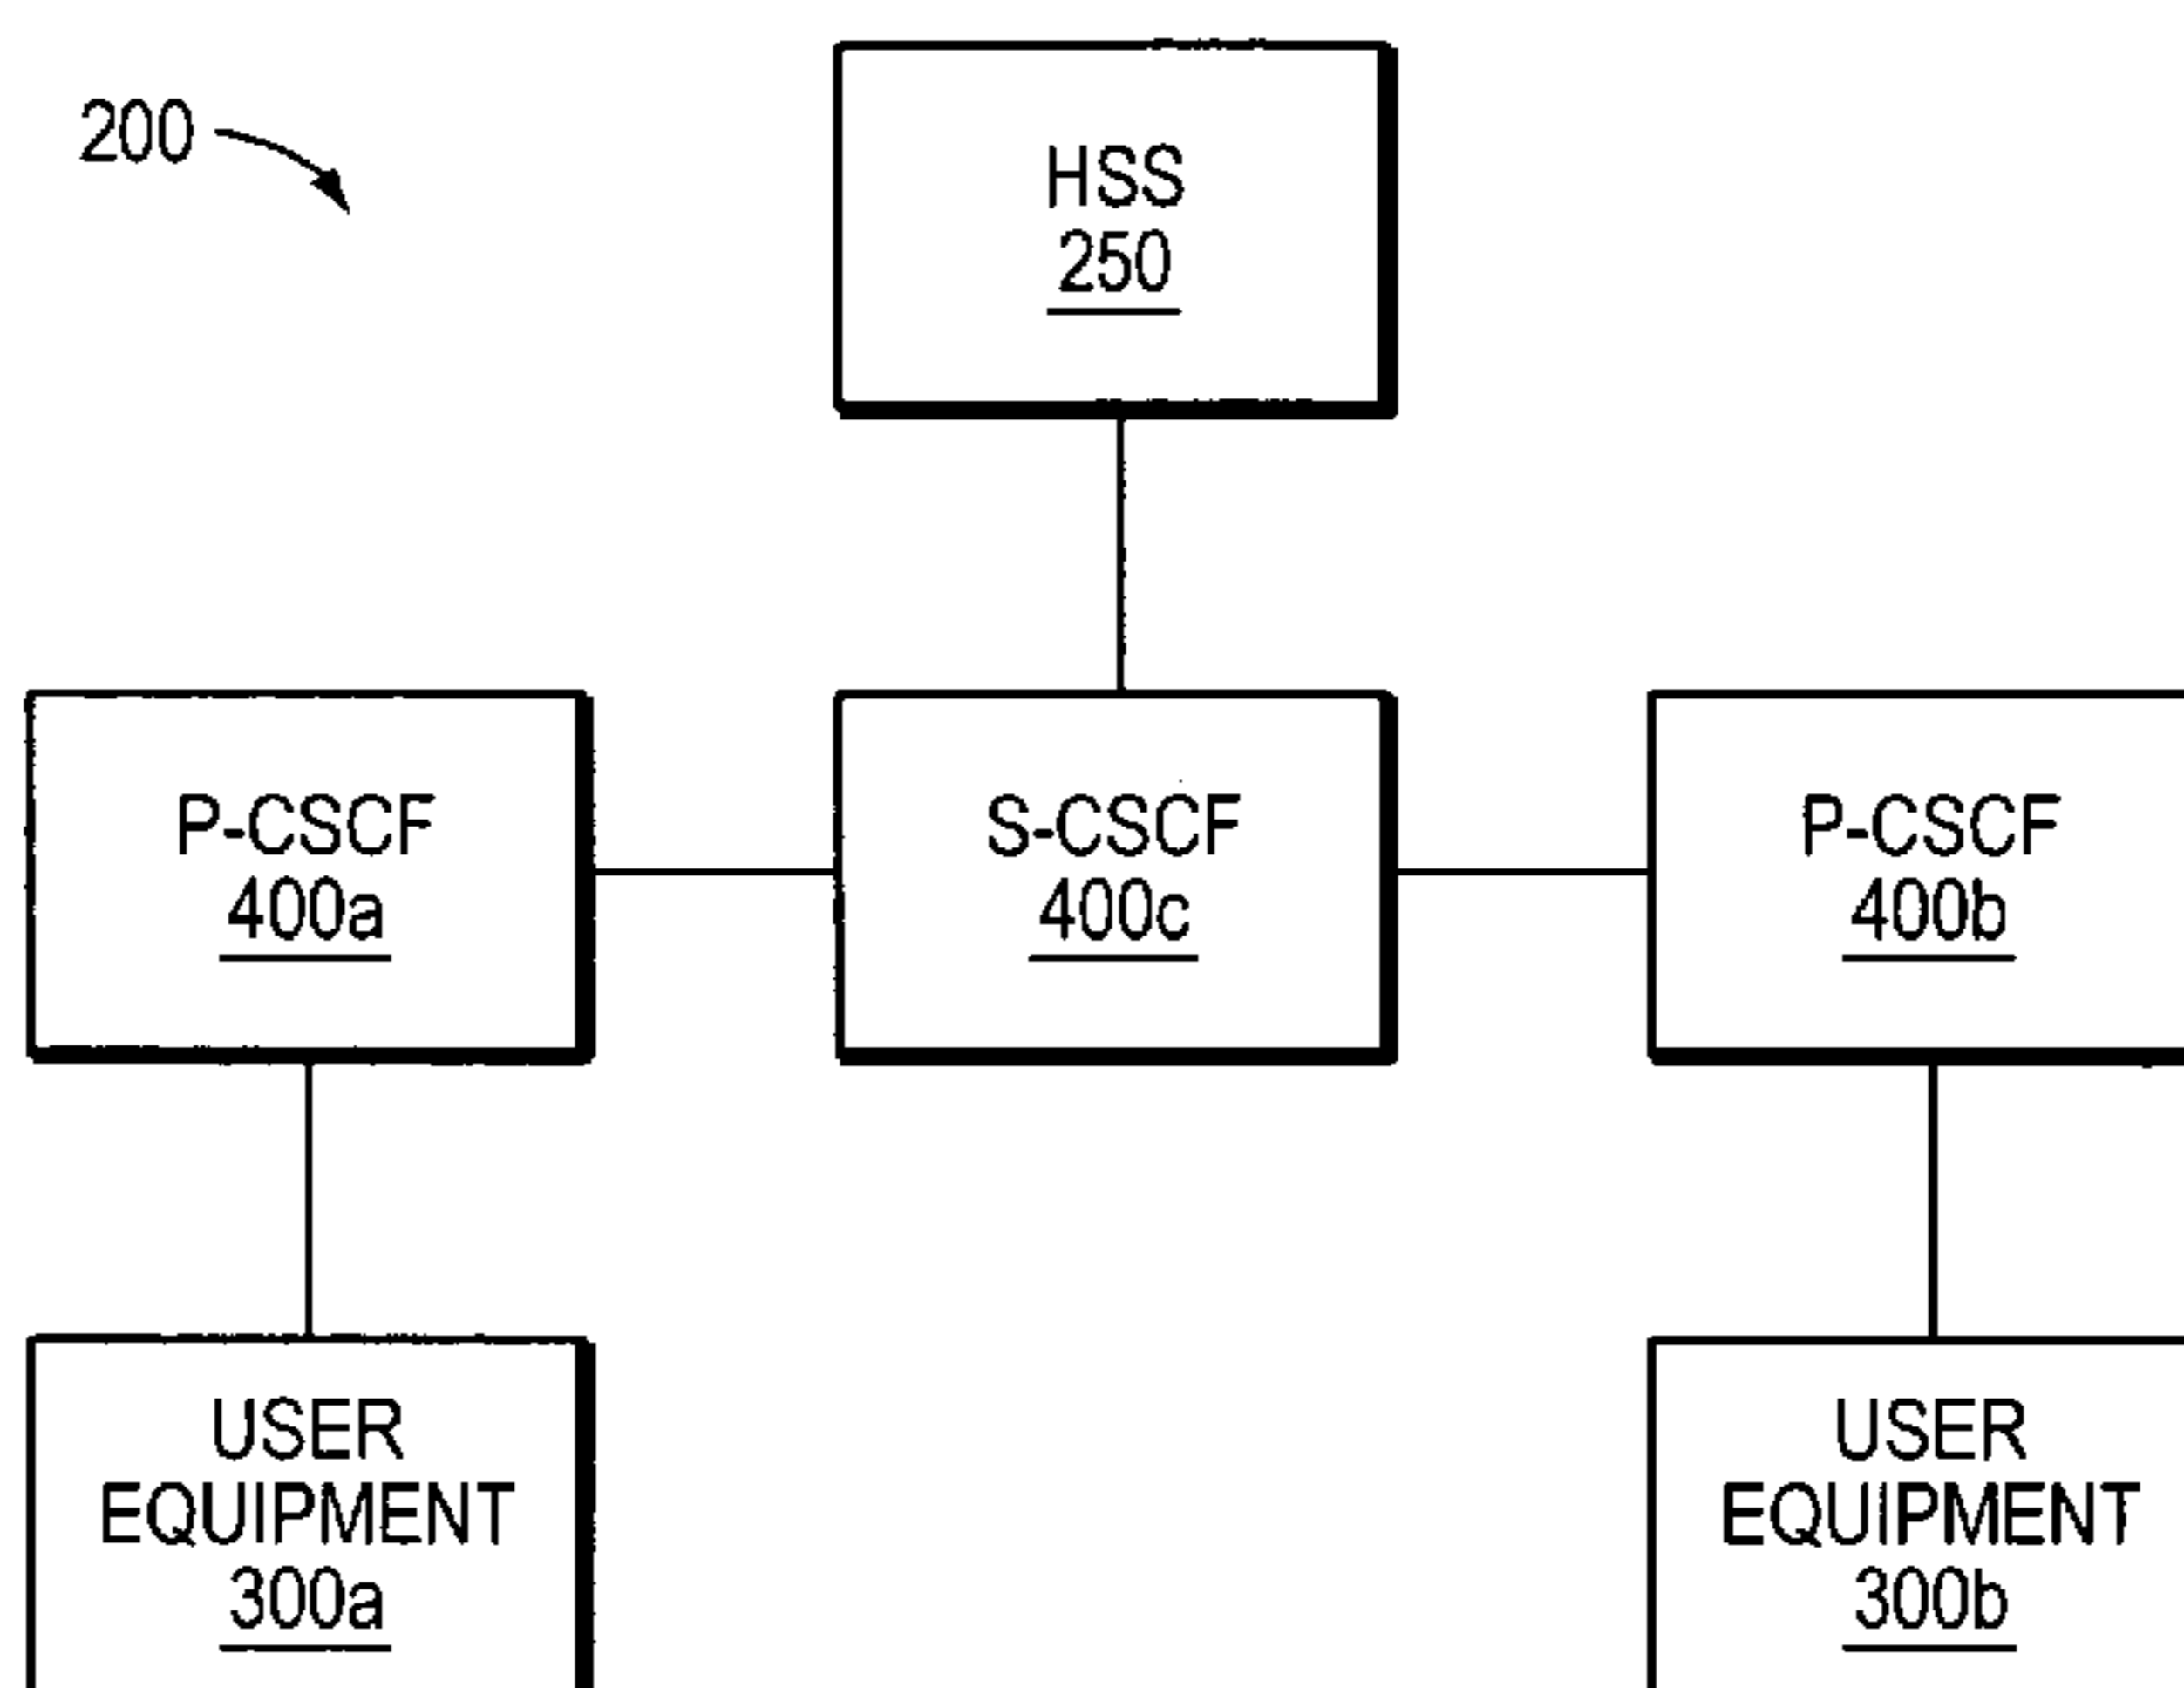 200
HSS
250
P-CSCF
400a
S-CSCF
400c
P-CSCF
400b
USER
EQUIPMENT
300a
USER
EQUIPMENT
300b